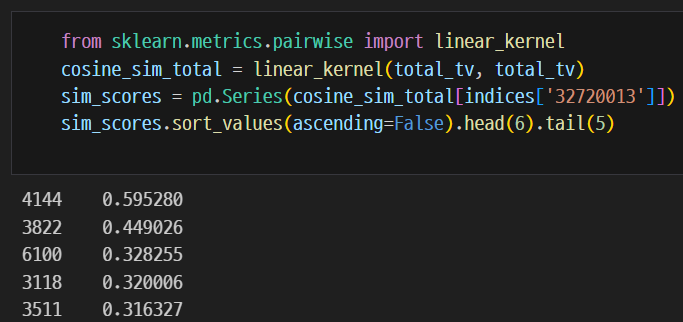 from sklearn.metrics.pairwise import linear_kernel
cosine_sim_total = linear_kernel(total_tv, total_tv)
sim_scores = pd.Series(cosine_sim_total[indices['32720013']])
sim_scores.sort_values(ascending=False).head(6).tail(5)
4144 0.595280
3822 0.449026
6100 0.328255
3118 0.320006
3511 0.316327